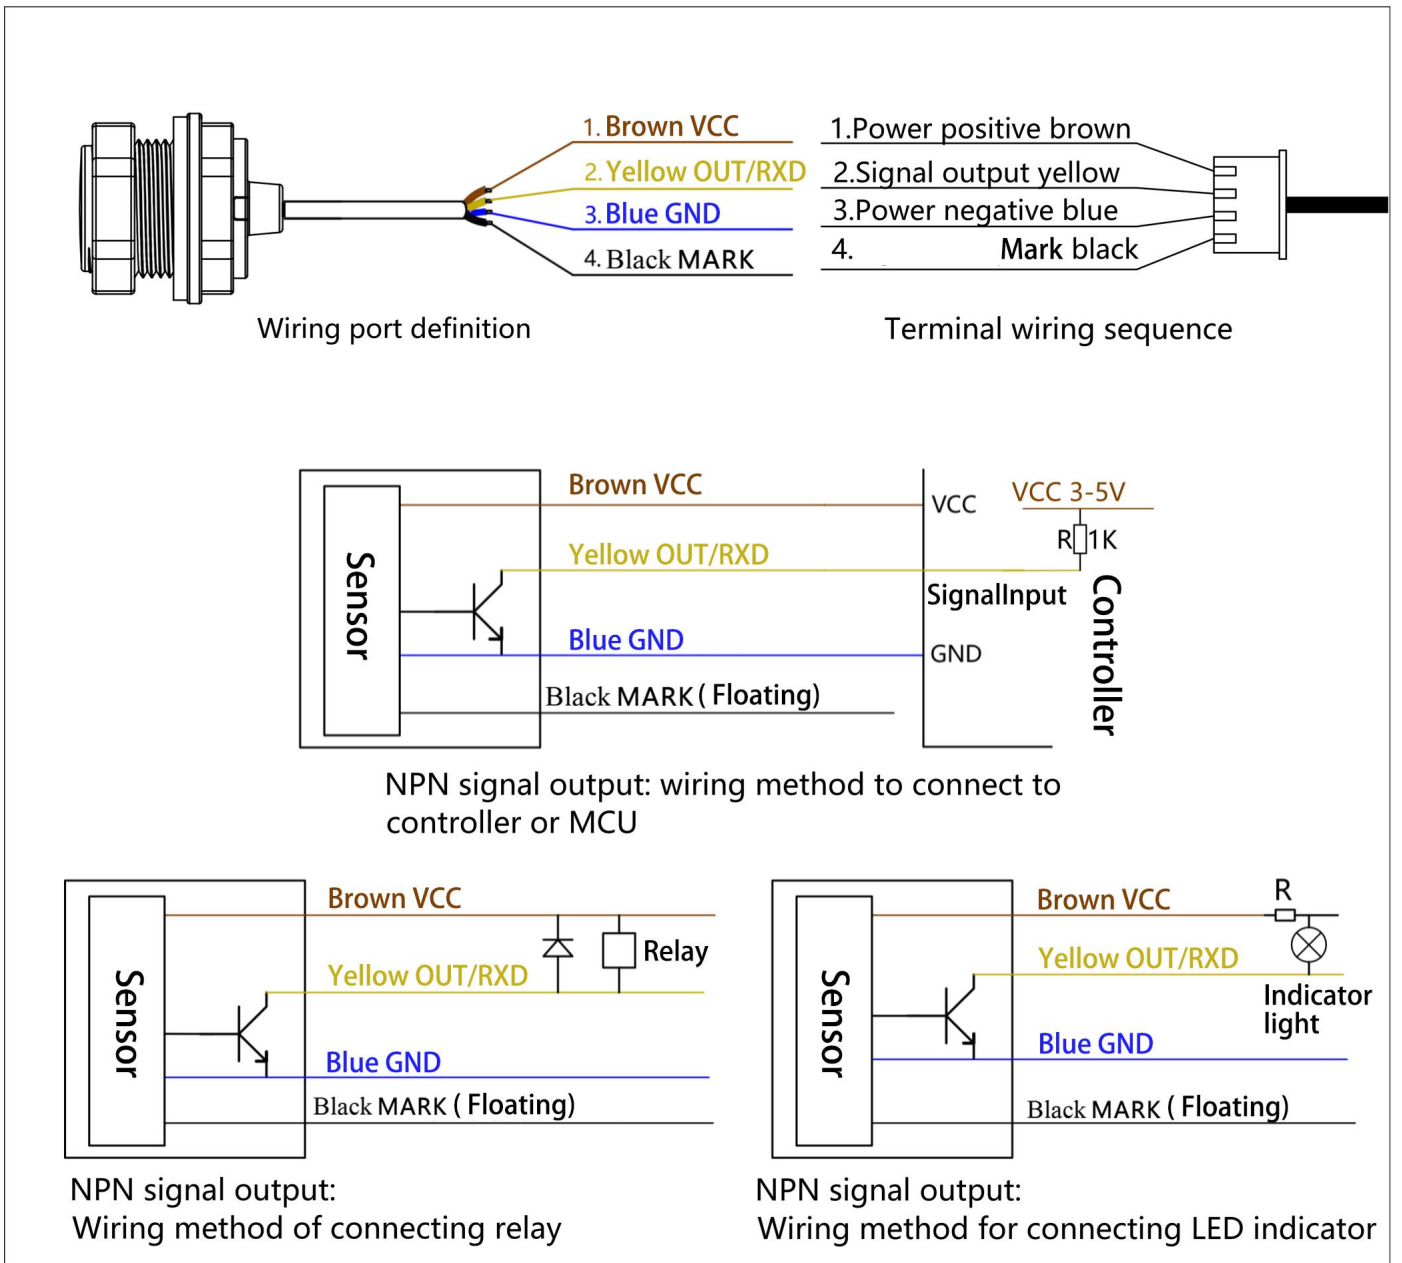 1. Brown VCC
2. Yellow OUT/RXD
3. Blue GND
4. Black MARK
Wiring port definition
1.Power positive brown
2.Signal output yellow
3.Power negative blue
4. Mark black
Terminal wiring sequence
Sensor
Brown VCC
Yellow OUT/RXD
Blue GND
Black MARK ( Floating)
VCC
VCC 3-5V
R 1K
SignalInput
GND
Controller
NPN signal output: wiring method to connect to
controller or MCU
Sensor
Brown VCC
Yellow OUT/RXD
Relay
Blue GND
Black MARK ( Floating)
NPN signal output:
Wiring method of connecting relay
Sensor
Brown VCC
R
Yellow OUT/RXD
Indicator
light
Blue GND
Black MARK ( Floating)
NPN signal output:
Wiring method for connecting LED indicator